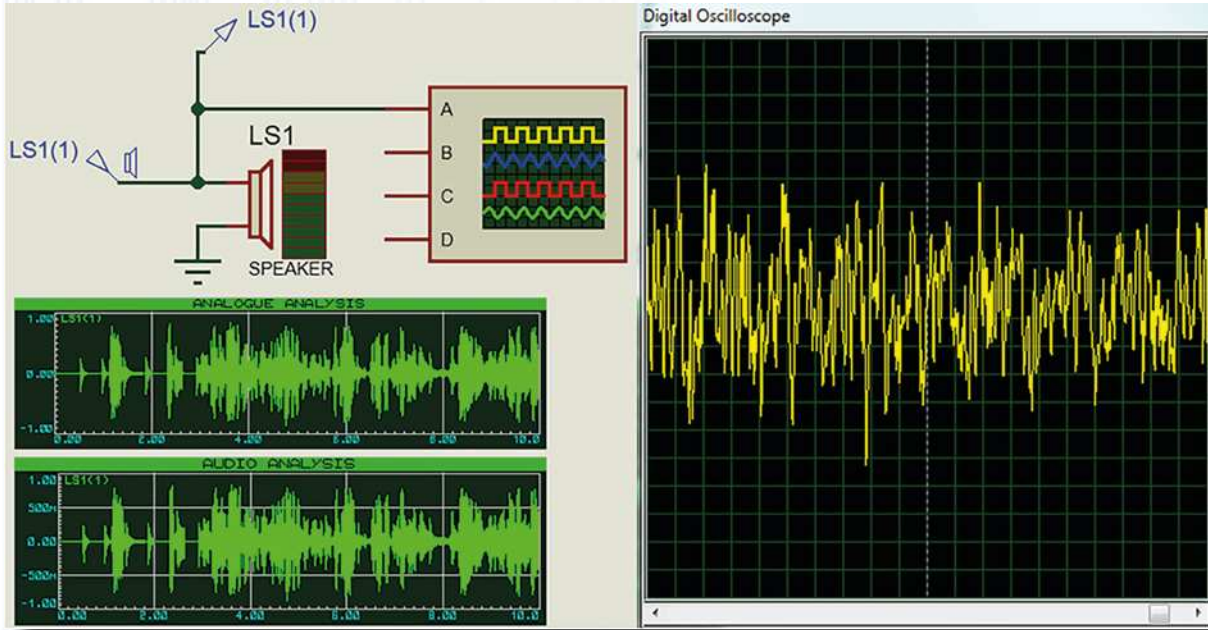 LS1(1)
LS1(1)
LS1
SPEAKER
A
B
C
D
ANALOGUE ANALYSIS
1.00
LS1(1)
0.00
-1.00
0.00 2.00 4.00 6.00 8.00 10.0
AUDIO ANALYSIS
1.00
LS1(1)
500m
0.00
-500m
-1.00
0.00 2.00 4.00 6.00 8.00 10.0
Digital Oscilloscope